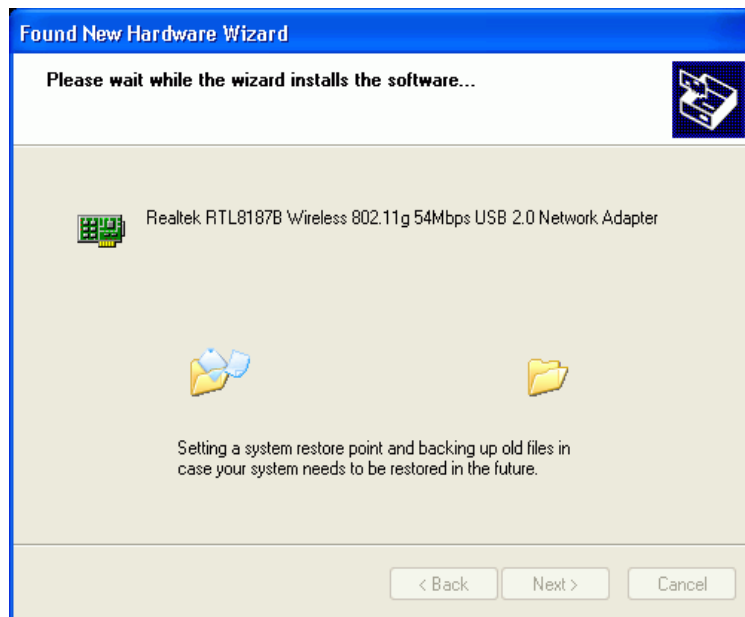 Found New Hardware Wizard
Please wait while the wizard installs the software...
Realtek RTL8187B Wireless 802.11g 54Mbps USB 2.0 Network Adapter
Setting a system restore point and backing up old files in
case your system needs to be restored in the future.
< Back Next > Cancel